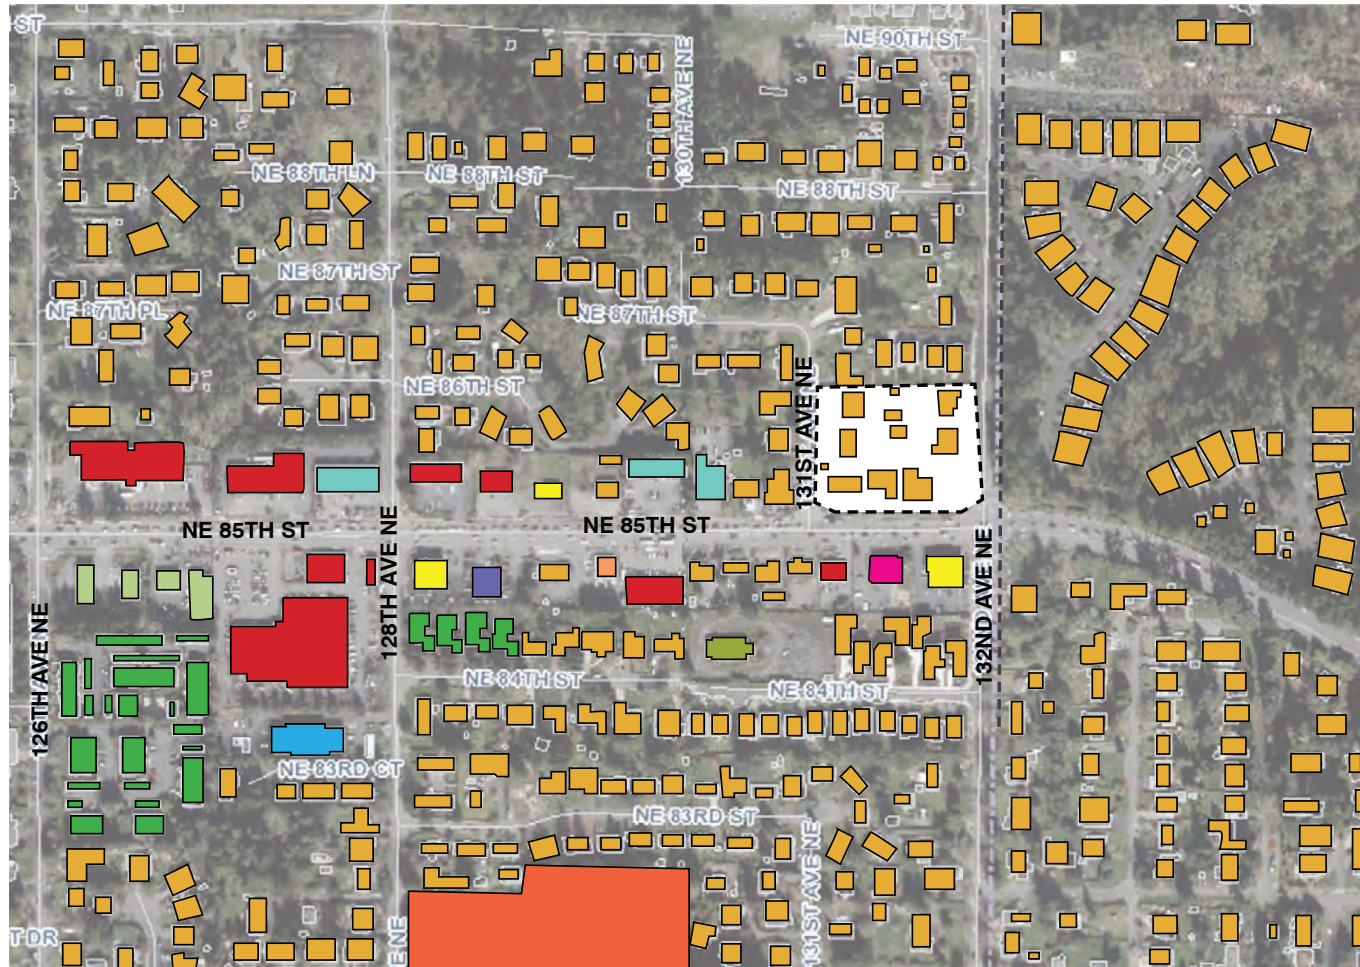 ST
NE 90TH ST
130TH AVE NE
NE 88TH LN
NE 88TH ST
NE 88TH ST
NE 87TH ST
NE 87TH PL
NE 87TH ST
NE 86TH ST
131ST AVE NE
NE 85TH ST
NE 85TH ST
128TH AVE NE
132ND AVE NE
126TH AVE NE
NE 84TH ST
NE 84TH ST
NE 83RD CT
NE 83RD ST
131ST AVE NE
E NE
T DR